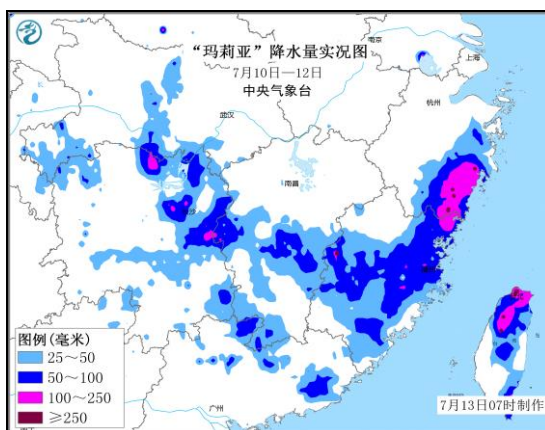 “玛莉亚”降水量实况图
7月10日—12日
中央气象台
南京
上海
杭州
武汉
南昌
沙
广州
图例(毫米)
25～50
50～100
100～250
≥250
7月13日07时制作